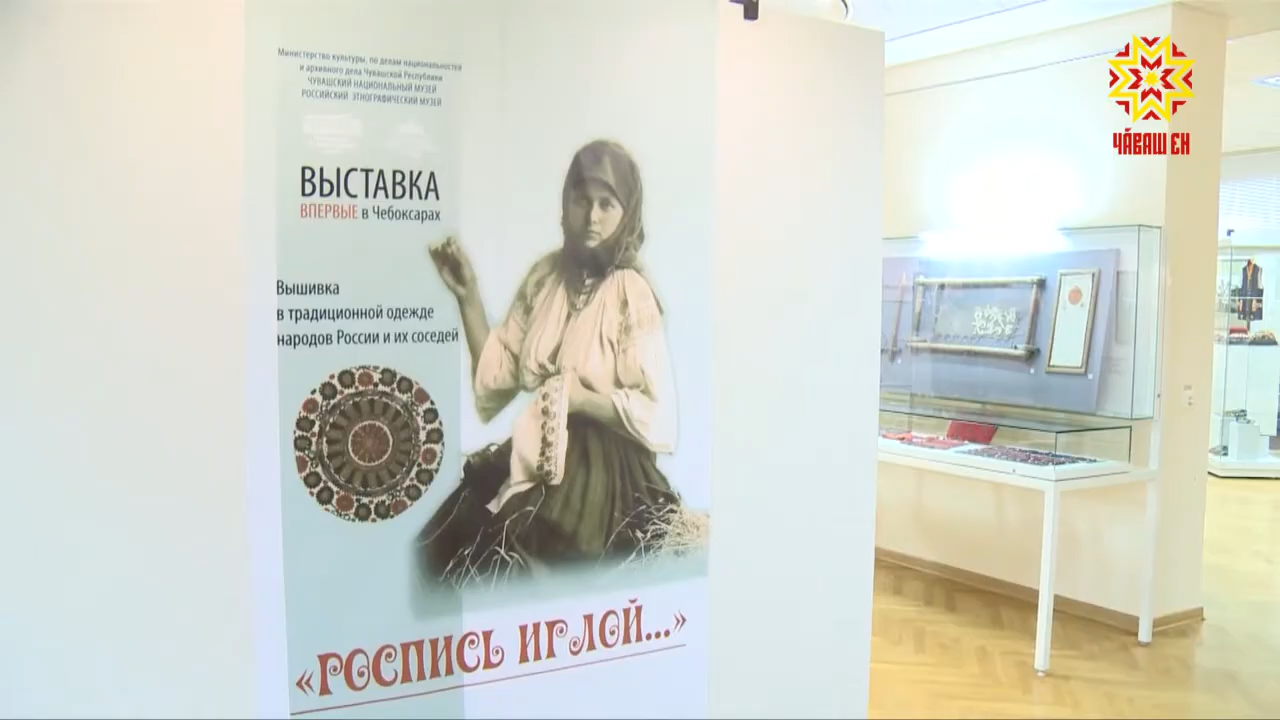 Министерство культуры, по делам национальностей
и архивного дела Чувашской Республики
ЧУВАШСКИЙ НАЦИОНАЛЬНЫЙ МУЗЕЙ
РОССИЙСКИЙ ЭТНОГРАФИЧЕСКИЙ МУЗЕЙ
ВЫСТАВКА
ВПЕРВЫЕ в Чебоксарах
Вышивка
в традиционной одежде
народов России и их соседей
«РОСПИСЬ ИГЛОЙ...»
ЧӐВАШ ЕН